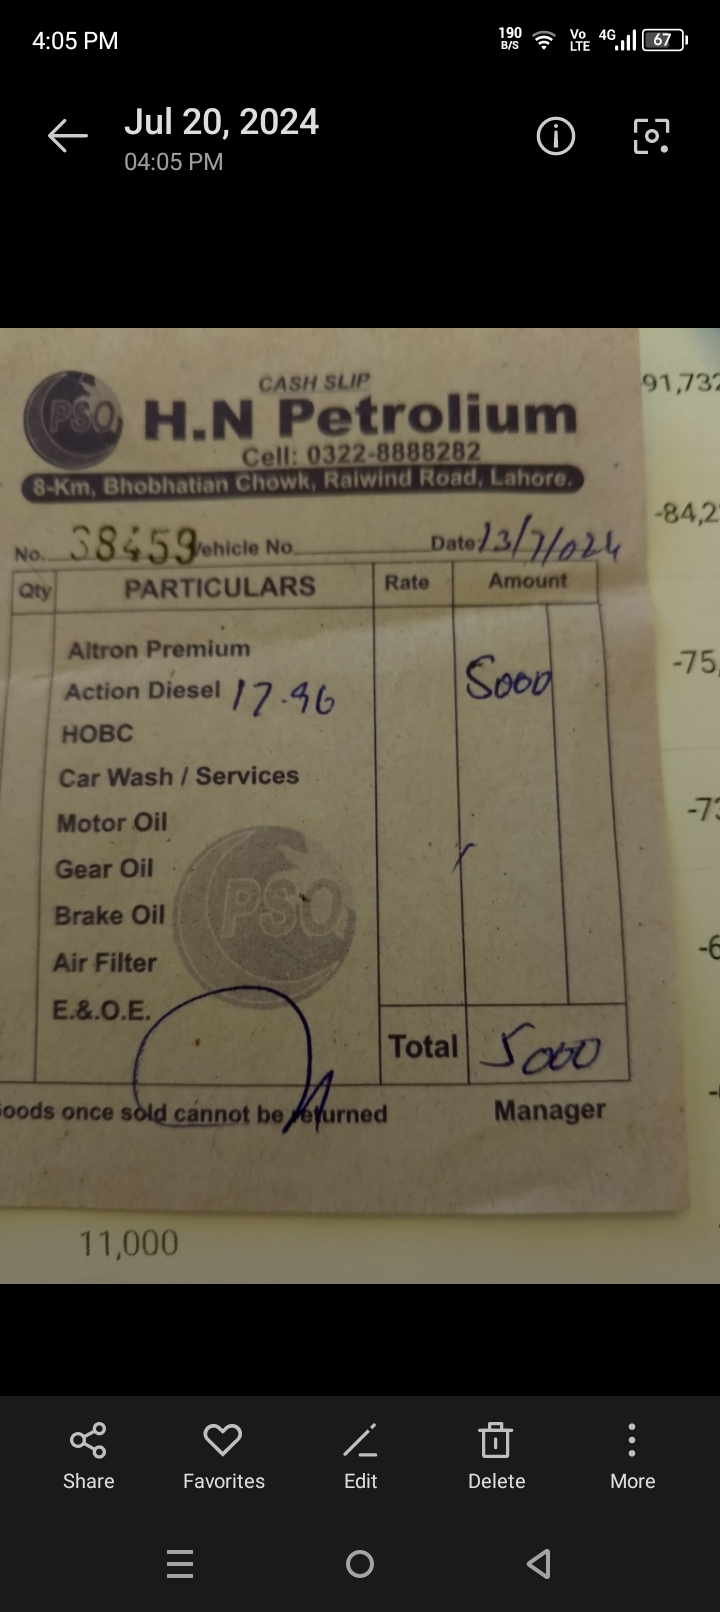 4:05 PM 190 B/S Vo LTE 4G 67
Jul 20, 2024
04:05 PM
CASH SLIP
PSO H.N Petrolium
Cell: 0322-8888282
8-Km, Bhobhatian Chowk, Raiwind Road, Lahore.
No. 38459 Vehicle No. Date: 13/7/024
Qty PARTICULARS Rate Amount
Altron Premium
Action Diesel 17.96 5000
HOBC
Car Wash / Services
Motor Oil
Gear Oil
PSO
Brake Oil
Air Filter
E.&.O.E.
Total 5000
Goods once sold cannot be returned Manager
91,732
-84,2
-75,
-73
-6
11,000
Share Favorites Edit Delete More